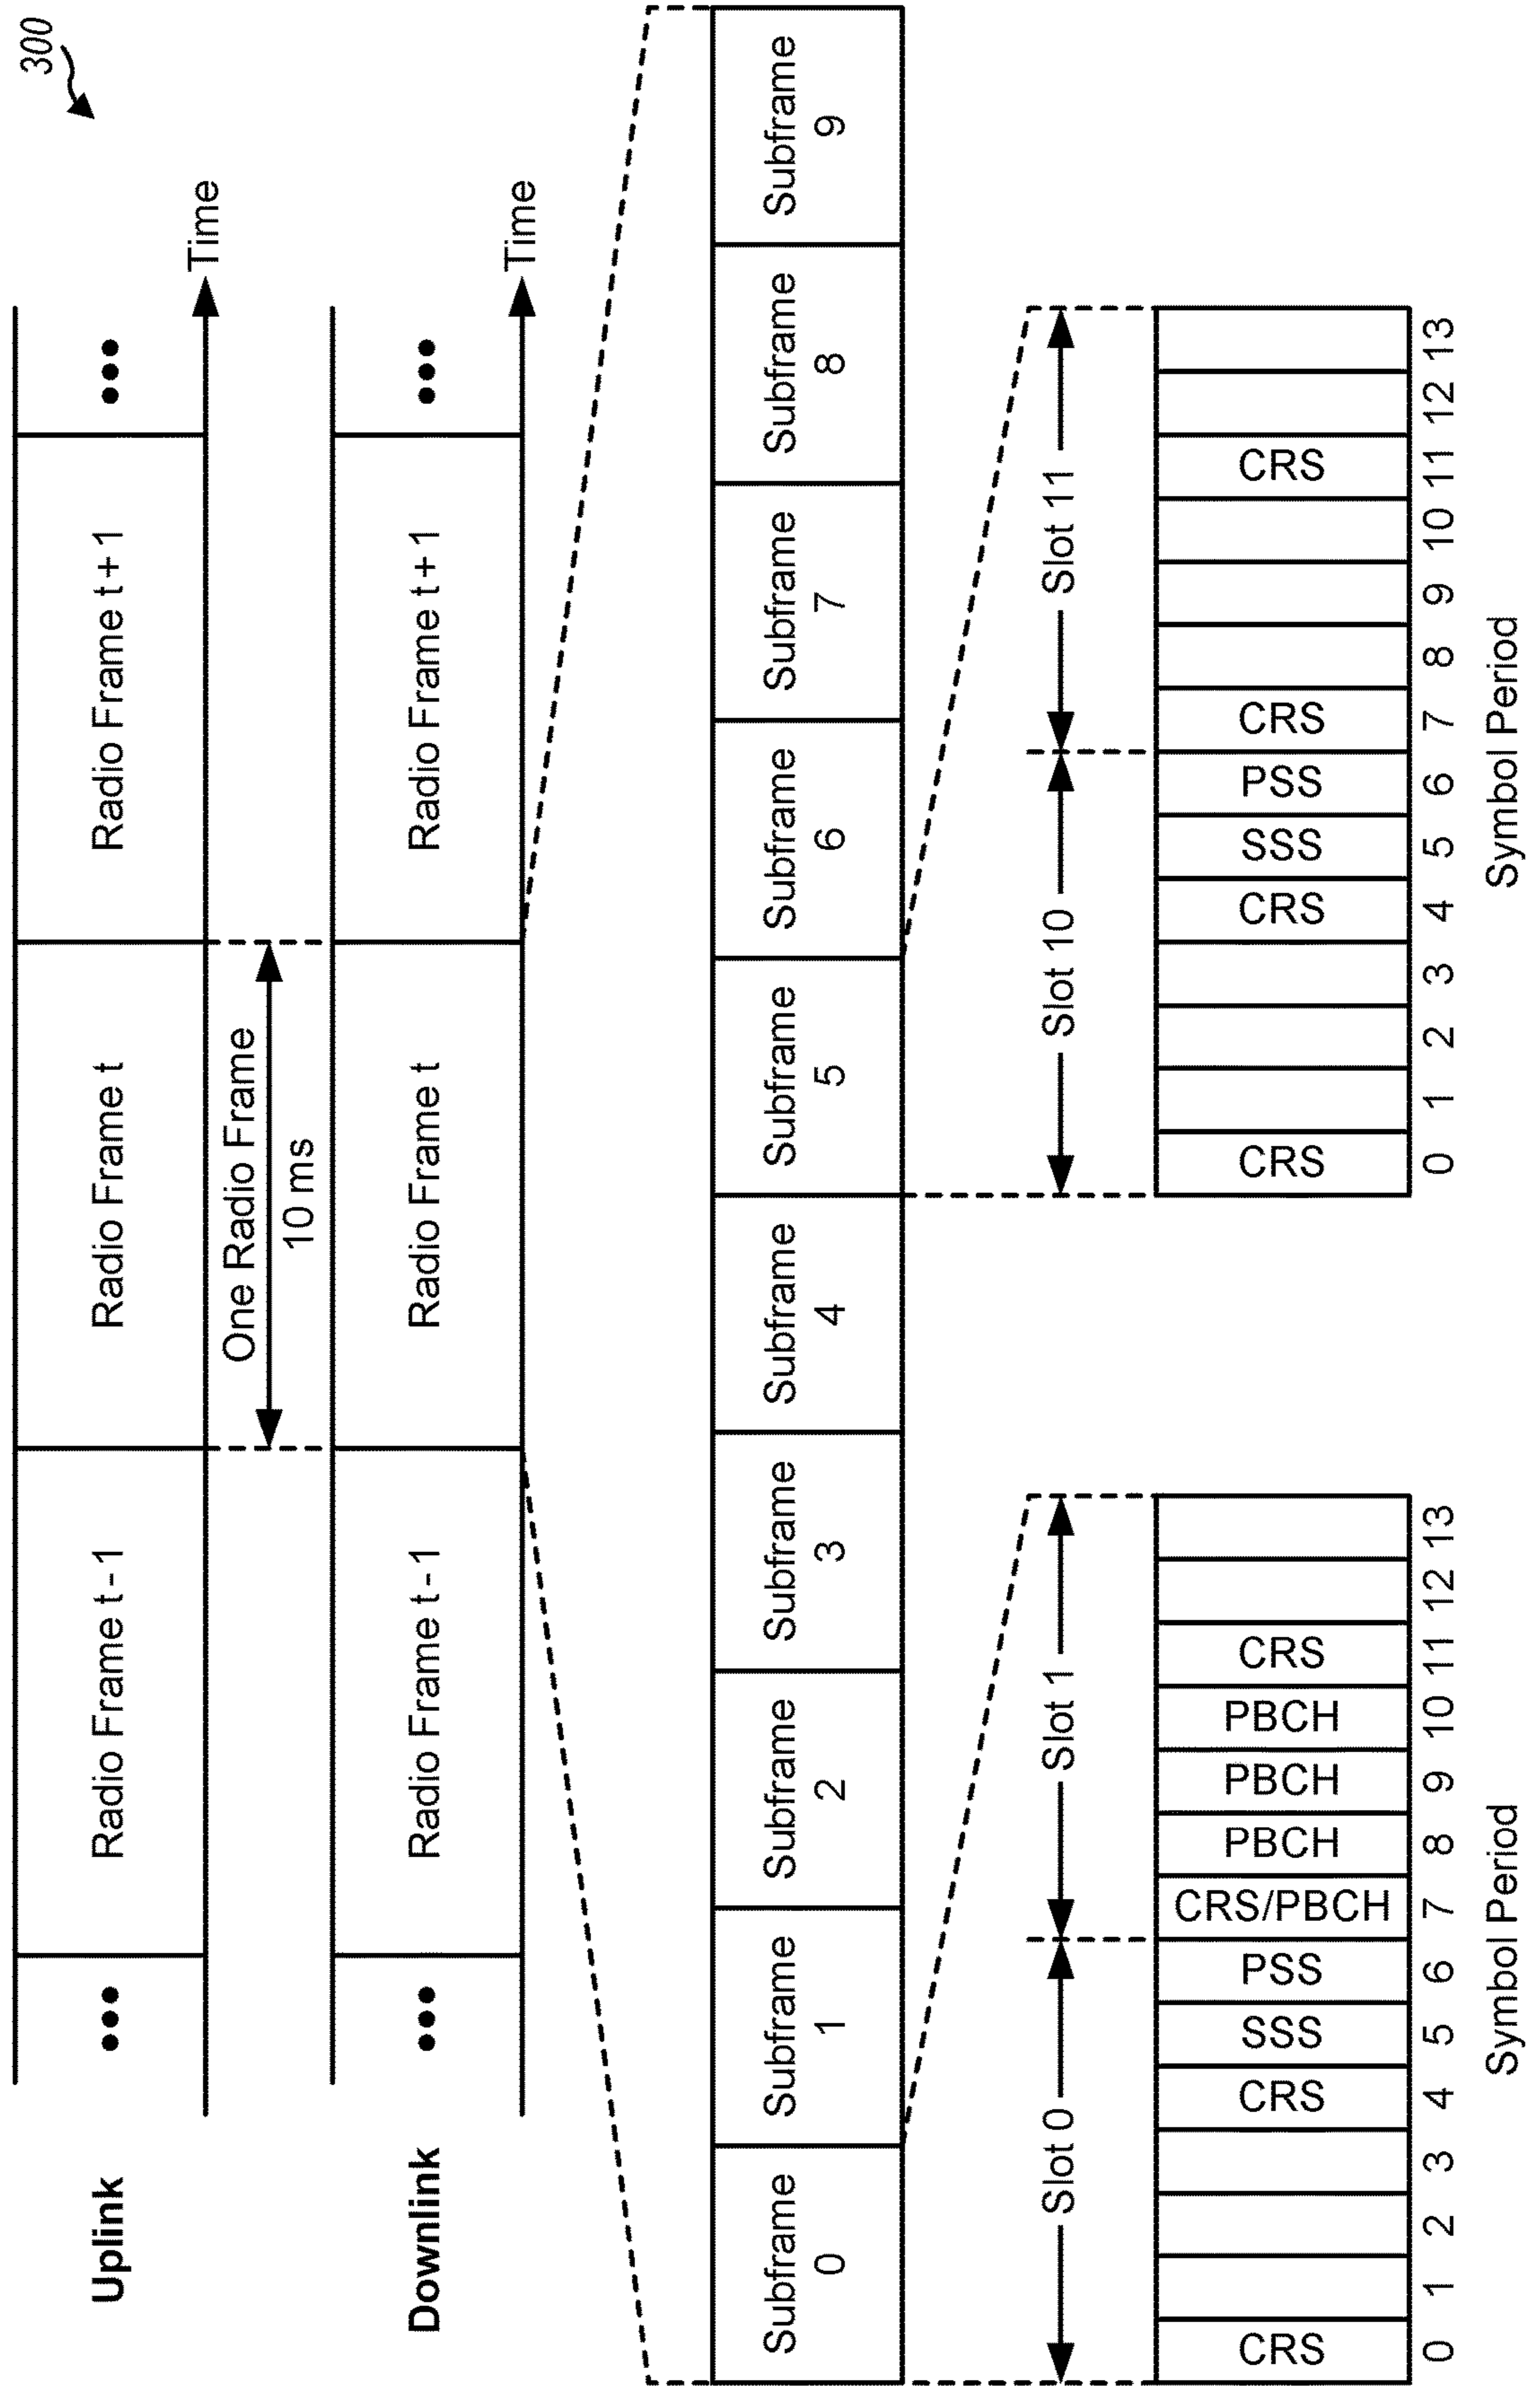 300
Uplink ••• Radio Frame t-1 Radio Frame t Radio Frame t+1 •••
Time
One Radio Frame
10 ms
Downlink ••• Radio Frame t-1 Radio Frame t Radio Frame t+1 •••
Time
Subframe 0 Subframe 1 Subframe 2 Subframe 3 Subframe 4 Subframe 5 Subframe 6 Subframe 7 Subframe 8 Subframe 9
Slot 0 Slot 1 Slot 10 Slot 11
CRS CRS SSS PSS CRS/PBCH PBCH PBCH PBCH CRS CRS CRS SSS PSS CRS CRS
0 1 2 3 4 5 6 7 8 9 10 11 12 13 0 1 2 3 4 5 6 7 8 9 10 11 12 13
Symbol Period Symbol Period